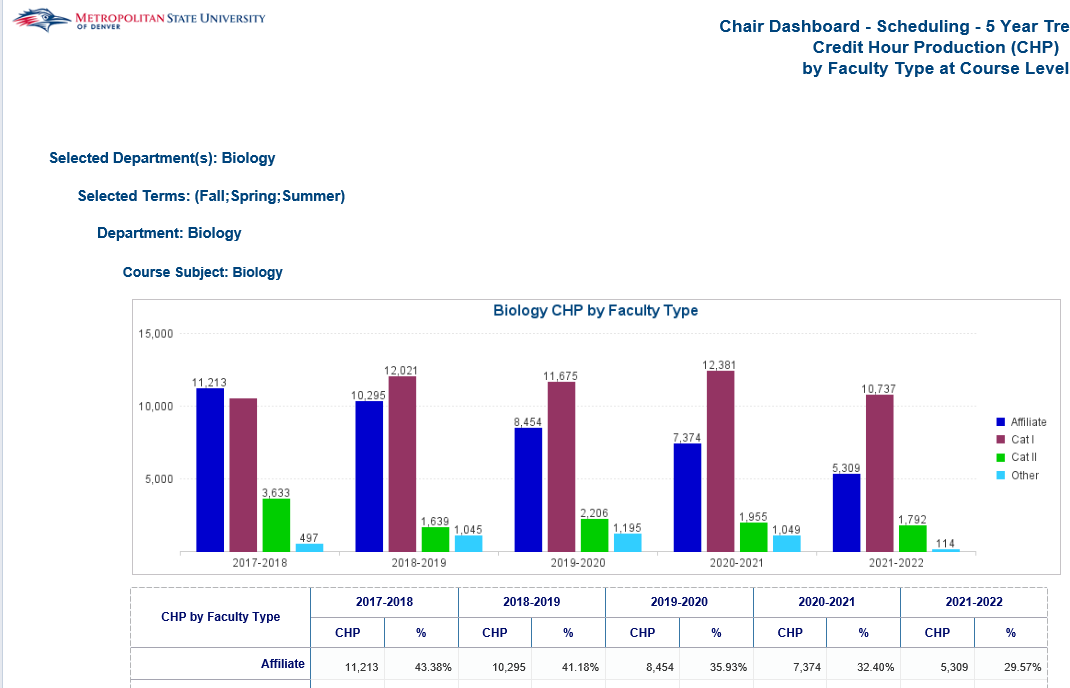 METROPOLITAN STATE UNIVERSITY
OF DENVER
Chair Dashboard - Scheduling - 5 Year Tre
Credit Hour Production (CHP)
by Faculty Type at Course Level
Selected Department(s): Biology
Selected Terms: (Fall;Spring;Summer)
Department: Biology
Course Subject: Biology
Biology CHP by Faculty Type
15,000
10,000
5,000
11,213
3,633
497
10,295
12,021
1,639
1,045
8,454
11,675
2,206
1,195
7,374
12,381
1,955
1,049
5,309
10,737
1,792
114
2017-2018 2018-2019 2019-2020 2020-2021 2021-2022
Affiliate
Cat I
Cat II
Other
CHP by Faculty Type 2017-2018 2018-2019 2019-2020 2020-2021 2021-2022
CHP % CHP % CHP % CHP % CHP %
Affiliate 11,213 43.38% 10,295 41.18% 8,454 35.93% 7,374 32.40% 5,309 29.57%